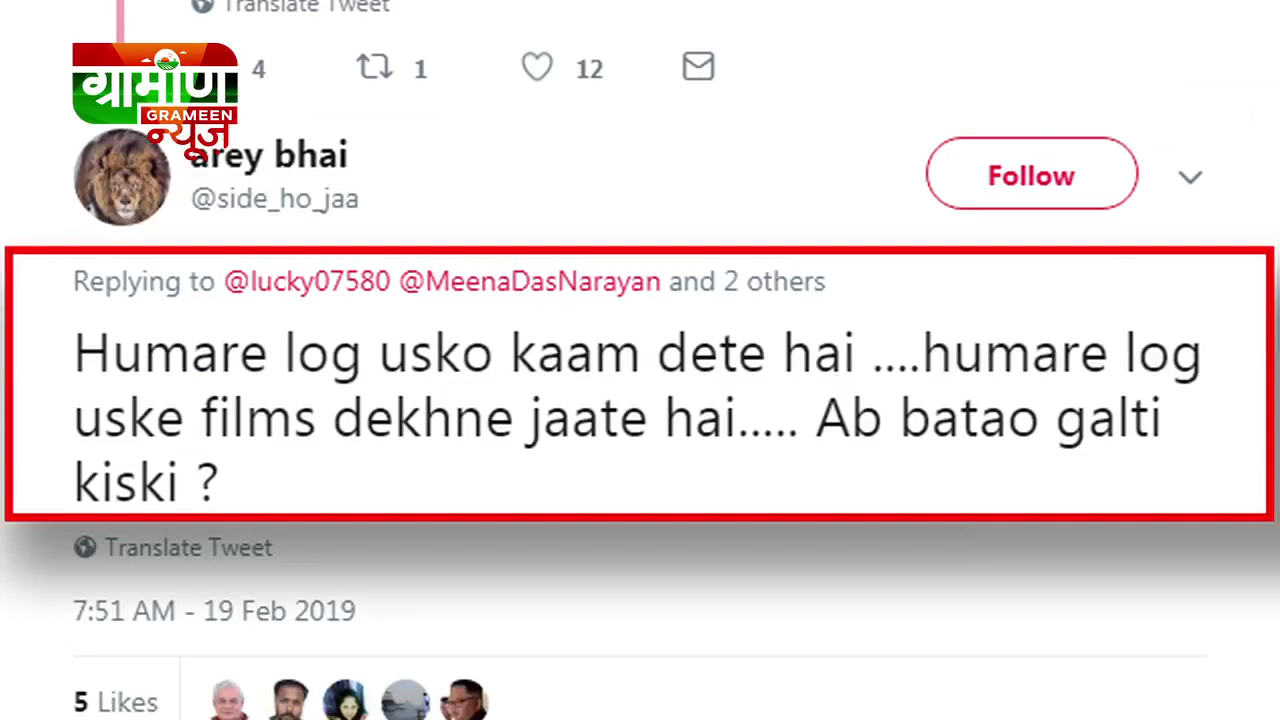 Translate Tweet
4 1 12
ग्रामीण
GRAMEEN
न्यूज
arey bhai
@side_ho_jaa
Follow
Replying to @lucky07580 @MeenaDasNarayan and 2 others
Humare log usko kaam dete hai ....humare log
uske films dekhne jaate hai..... Ab batao galti
kiski ?
Translate Tweet
7:51 AM - 19 Feb 2019
5 Likes